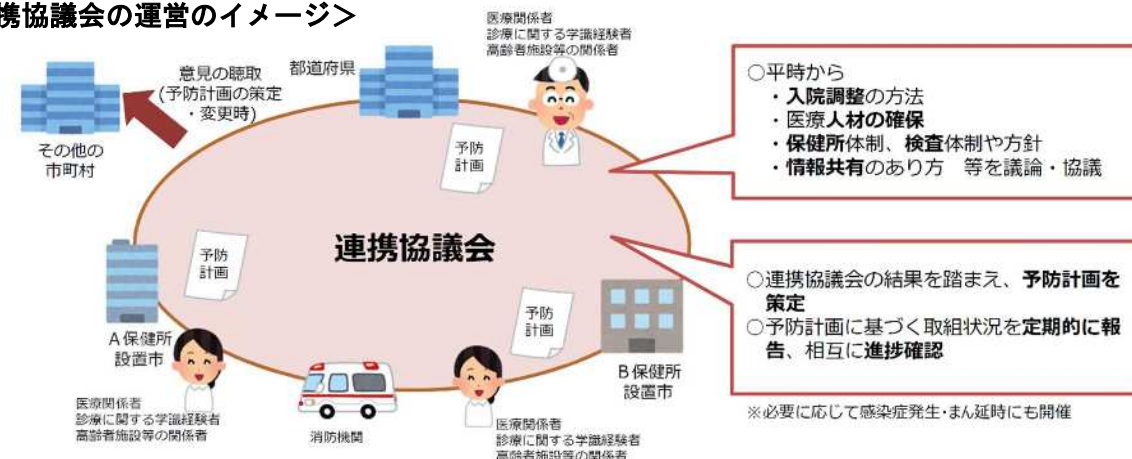 携協議会の運営のイメージ＞
医療関係者
診療に関する学識経験者
高齢者施設等の関係者
都道府県
意見の聴取
(予防計画の策定
・変更時)
その他の
市町村
予防
計画
○平時から
・入院調整の方法
・医療人材の確保
・保健所体制、検査体制や方針
・情報共有のあり方　等を議論・協議
連携協議会
予防
計画
予防
計画
○連携協議会の結果を踏まえ、予防計画を
策定
○予防計画に基づく取組状況を定期的に報
告、相互に進捗確認
A保健所
設置市
B保健所
設置市
医療関係者
診療に関する学識経験者
高齢者施設等の関係者
消防機関
医療関係者
診療に関する学識経験者
高齢者施設等の関係者
※必要に応じて感染症発生・まん延時にも開催